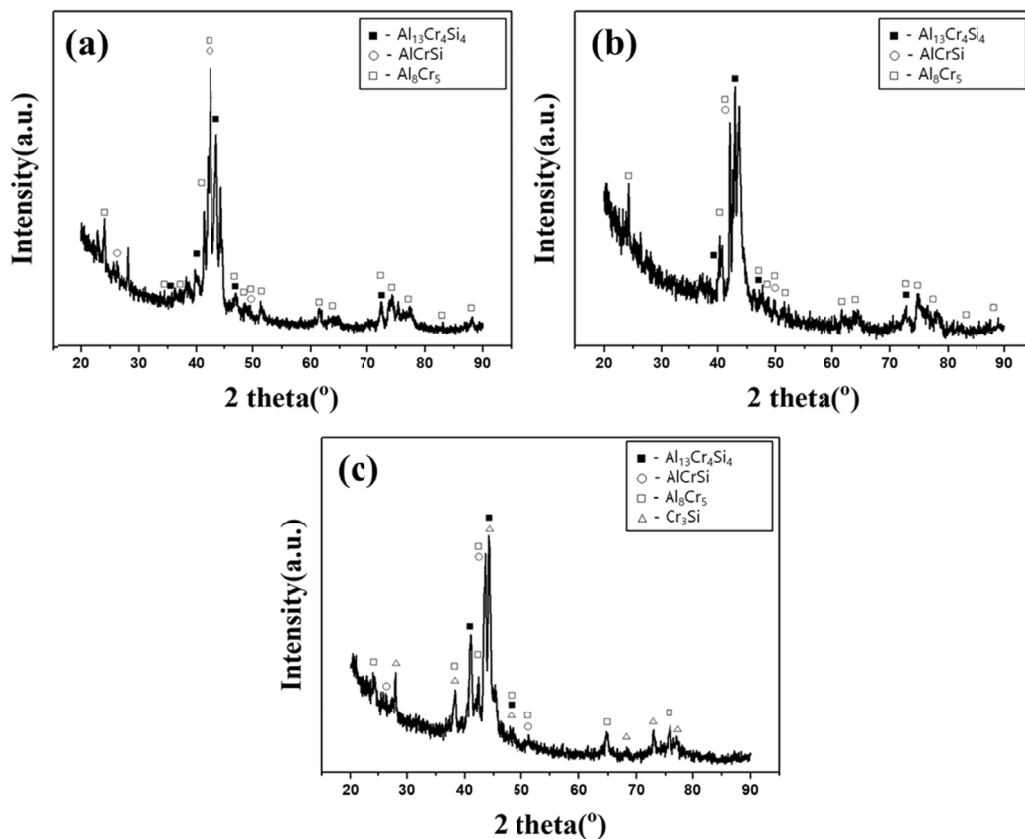 (a)
■ - Al₁₃Cr₄Si₄
○ - AlCrSi
□ - Al₈Cr₅
Intensity(a.u.)
20 30 40 50 60 70 80 90
2 theta(°)
(b)
■ - Al₁₃Cr₄Si₄
○ - AlCrSi
□ - Al₈Cr₅
Intensity(a.u.)
20 30 40 50 60 70 80 90
2 theta(°)
(c)
■ - Al₁₃Cr₄Si₄
○ - AlCrSi
□ - Al₈Cr₅
△ - Cr₃Si
Intensity(a.u.)
20 30 40 50 60 70 80 90
2 theta(°)